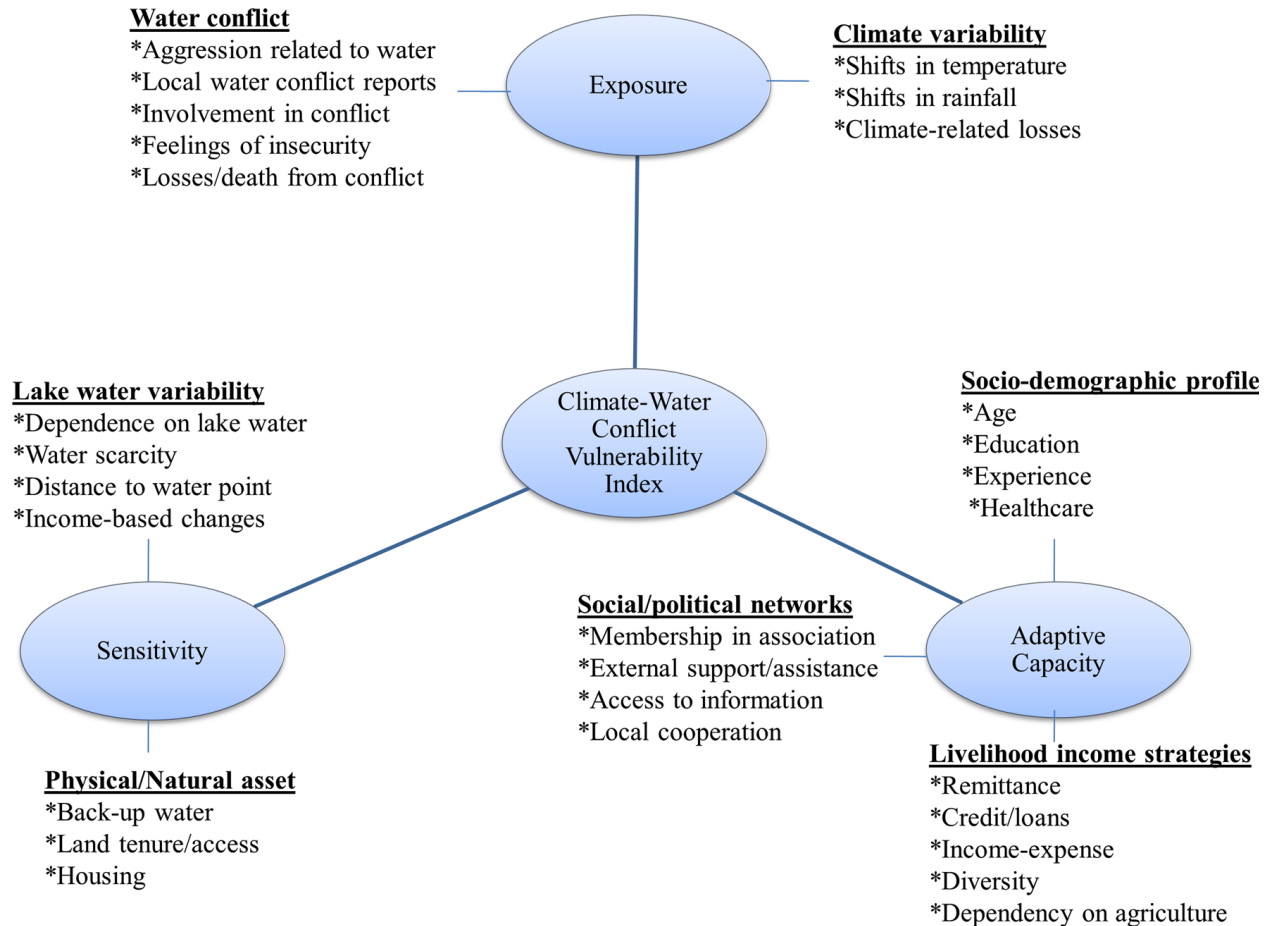 Water conflict
*Aggression related to water
*Local water conflict reports
*Involvement in conflict
*Feelings of insecurity
*Losses/death from conflict
Exposure
Climate variability
*Shifts in temperature
*Shifts in rainfall
*Climate-related losses
Lake water variability
*Dependence on lake water
*Water scarcity
*Distance to water point
*Income-based changes
Climate-Water
Conflict
Vulnerability
Index
Socio-demographic profile
*Age
*Education
*Experience
*Healthcare
Sensitivity
Social/political networks
*Membership in association
*External support/assistance
*Access to information
*Local cooperation
Adaptive
Capacity
Physical/Natural asset
*Back-up water
*Land tenure/access
*Housing
Livelihood income strategies
*Remittance
*Credit/loans
*Income-expense
*Diversity
*Dependency on agriculture